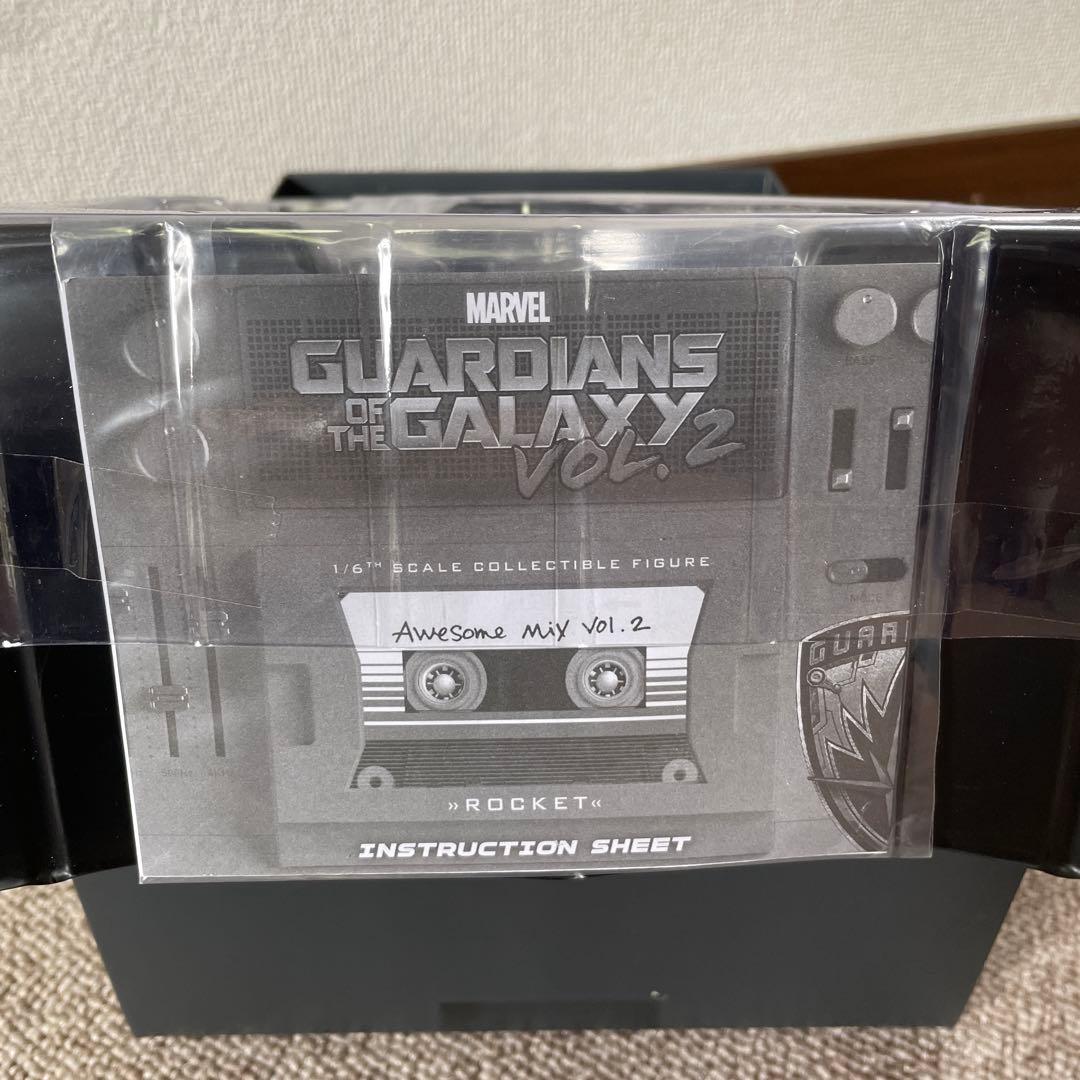 MARVEL
GUARDIANS
OF THE GALAXY
VOL. 2
1/6TH SCALE COLLECTIBLE FIGURE
Awesome Mix Vol. 2
GUAR
»ROCKET«
INSTRUCTION SHEET